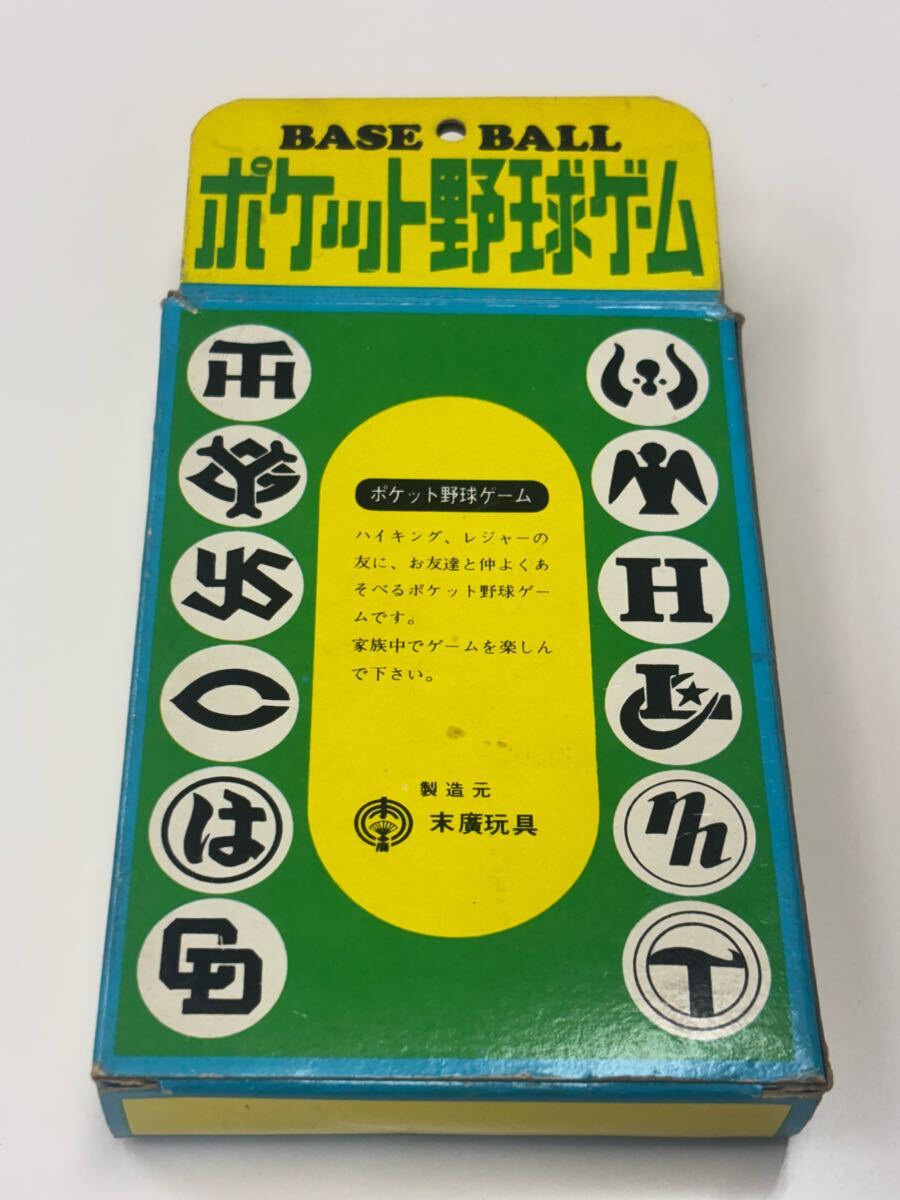 BASE BALL
ポケット野球ゲーム
ポケット野球ゲーム
ハイキング、レジャーの
友に、お友達と仲よくあ
そべるポケット野球ゲー
ムです。
家族中でゲームを楽しん
で下さい。
製造元
末廣玩具
TH
YS
C
は
CD
H
L
T